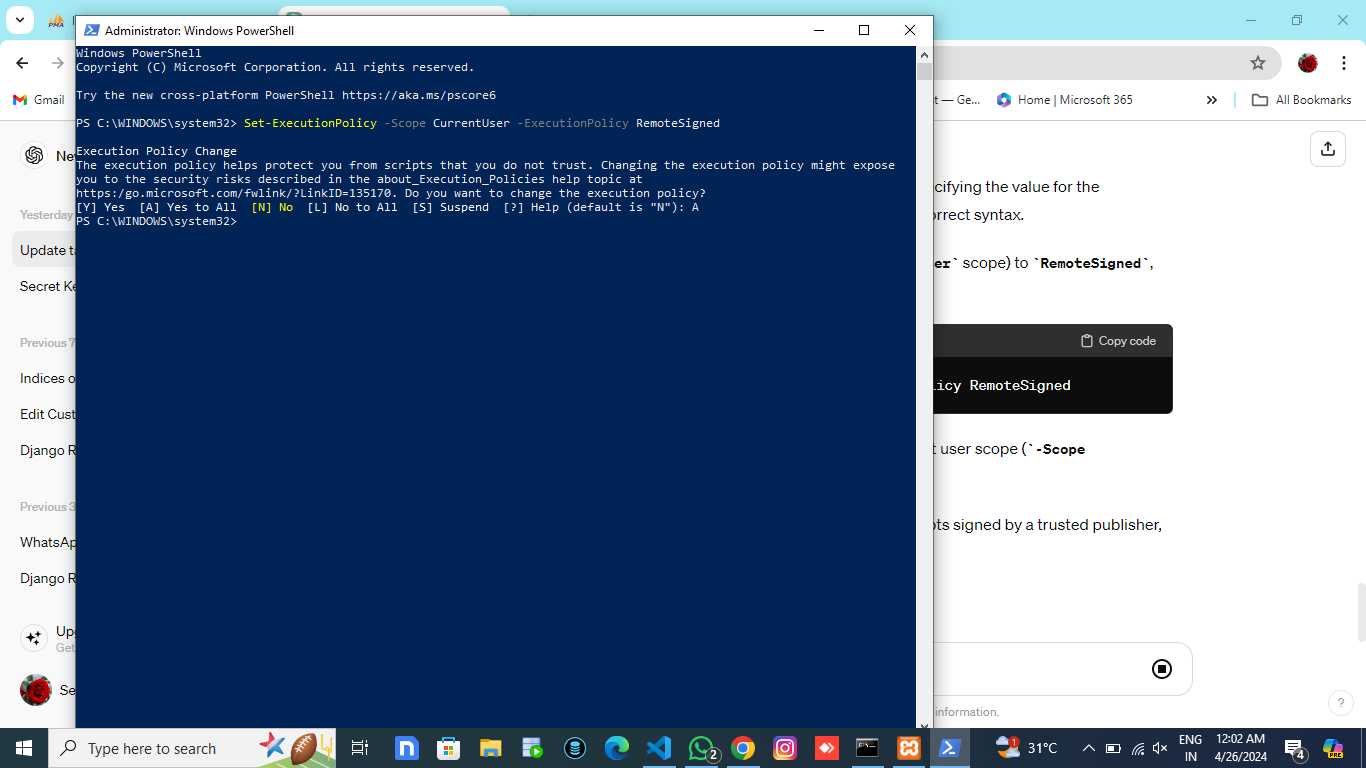 Administrator: Windows PowerShell
Windows PowerShell
Copyright (C) Microsoft Corporation. All rights reserved.
Try the new cross-platform PowerShell https://aka.ms/pscore6
PS C:\WINDOWS\system32> Set-ExecutionPolicy -Scope CurrentUser -ExecutionPolicy RemoteSigned
Execution Policy Change
The execution policy helps protect you from scripts that you do not trust. Changing the execution policy might expose
you to the security risks described in the about_Execution_Policies help topic at
https:/go.microsoft.com/fwlink/?LinkID=135170. Do you want to change the execution policy?
[Y] Yes  [A] Yes to All  [N] No  [L] No to All  [S] Suspend  [?] Help (default is "N"): A
PS C:\WINDOWS\system32>
PMA
Gmail
t — Ge...
Home | Microsoft 365
»
All Bookmarks
Ne
Yesterday
Update ta
Secret Ke
Previous 7
Indices o
Edit Cust
Django R
Previous 3
WhatsAp
Django R
Upg
Get
Se
cifying the value for the
orrect syntax.
er` scope) to `RemoteSigned`,
Copy code
licy RemoteSigned
t user scope (`-Scope
ots signed by a trusted publisher,
information.
?
Type here to search
2
1
31°C
ENG
IN
12:02 AM
4/26/2024
4
PRE